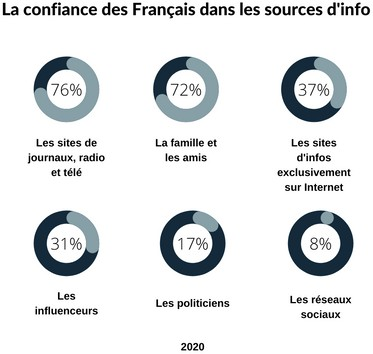 La confiance des Français dans les sources d'info
76%
72%
37%
Les sites de
journaux, radio
et télé
La famille et
les amis
Les sites
d'infos
exclusivement
sur Internet
31%
17%
8%
Les
influenceurs
Les politiciens
Les réseaux
sociaux
2020